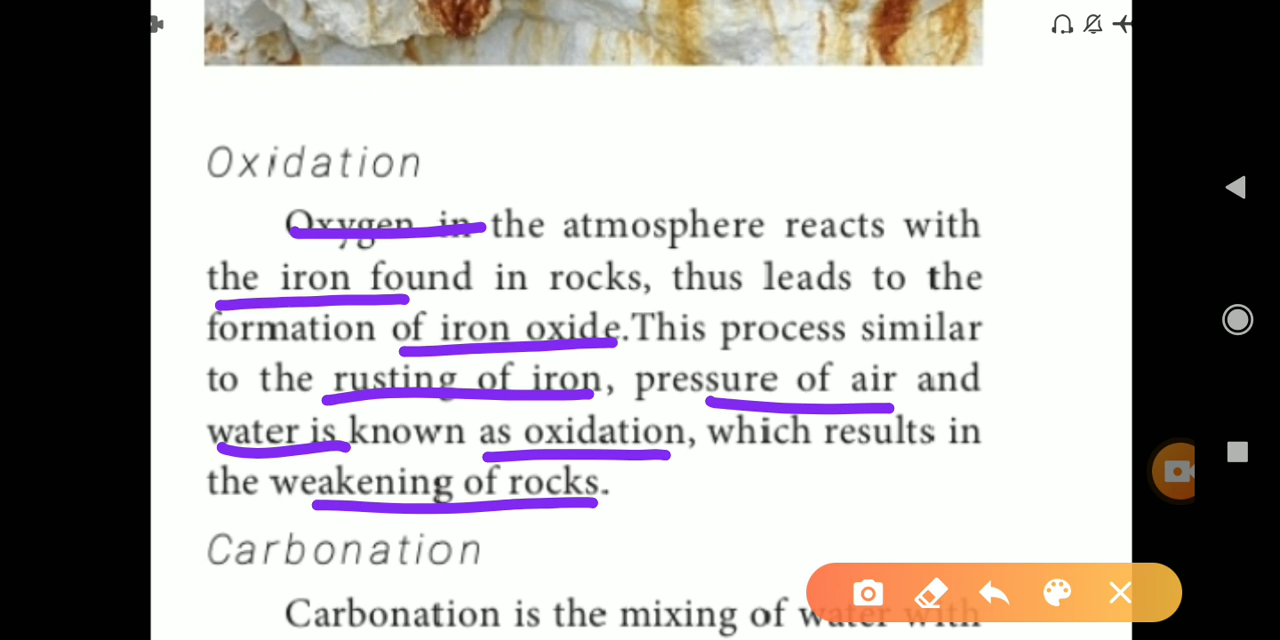 Oxidation
Oxygen in the atmosphere reacts with
the iron found in rocks, thus leads to the
formation of iron oxide.This process similar
to the rusting of iron, pressure of air and
water is known as oxidation, which results in
the weakening of rocks.
Carbonation
Carbonation is the mixing of water with